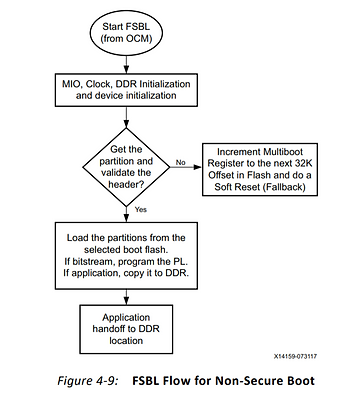 Start FSBL
(from OCM)
MIO, Clock, DDR Initialization
and device initialization
Get the
partition and
validate the
header?
No
Increment Multiboot
Register to the next 32K
Offset in Flash and do a
Soft Reset (Fallback)
Yes
Load the partitions from the
selected boot flash.
If bitstream, program the PL.
If application, copy it to DDR.
Application
handoff to DDR
location
X14159-073117
Figure 4-9: FSBL Flow for Non-Secure Boot